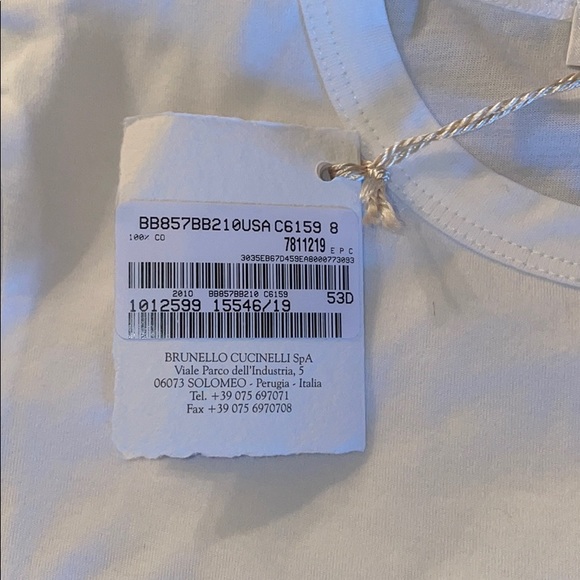 BB857BB210USA C6159 8
100% CO 7811219 E P C
3035EB67D459EA8000773093
2010 BB857BB210 C6159 53D
1012599 15546/19
BRUNELLO CUCINELLI SpA
Viale Parco dell'Industria, 5
06073 SOLOMEO - Perugia - Italia
Tel. +39 075 697071
Fax +39 075 6970708